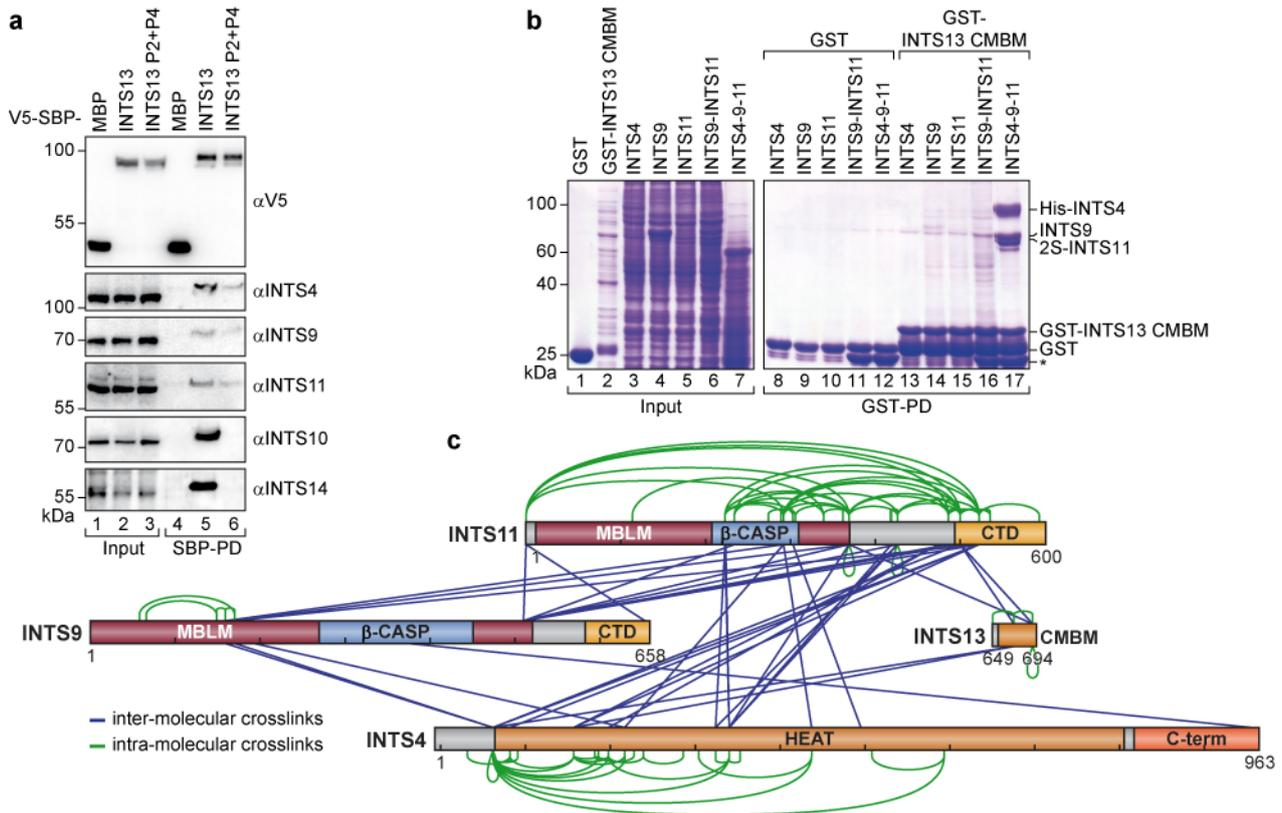 a
V5-SBP-
MBP
INTS13
INTS13 P2+P4
MBP
INTS13
INTS13 P2+P4
100
55
αV5
100
αINTS4
70
αINTS9
55
αINTS11
70
αINTS10
55
αINTS14
kDa
1 2 3 4 5 6
Input SBP-PD
b
GST
GST-INTS13 CMBM
INTS4
INTS9
INTS11
INTS9-INTS11
INTS4-9-11
GST
GST-
INTS13 CMBM
INTS4
INTS9
INTS11
INTS9-INTS11
INTS4-9-11
INTS4
INTS9
INTS11
INTS9-INTS11
INTS4-9-11
100
60
40
25
kDa
His-INTS4
INTS9
2S-INTS11
GST-INTS13 CMBM
GST
*
1 2 3 4 5 6 7 8 9 10 11 12 13 14 15 16 17
Input GST-PD
c
INTS11 MBLM β-CASP CTD
1 600
INTS9 MBLM β-CASP CTD
1 658
INTS13 CMBM
649 694
inter-molecular crosslinks
intra-molecular crosslinks
INTS4 HEAT C-term
1 963